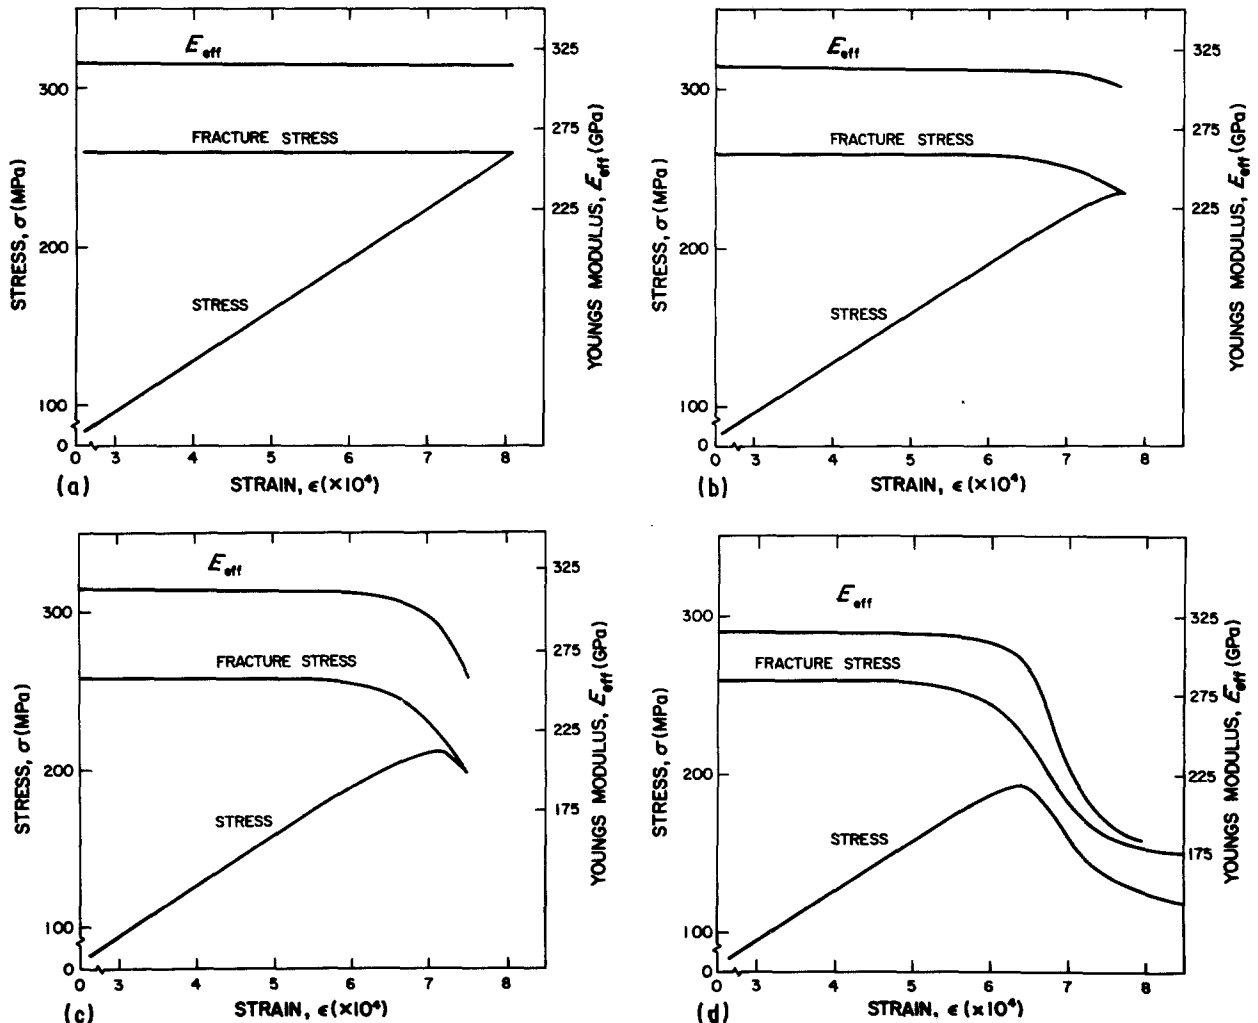 E_eff
325
300
FRACTURE STRESS
275
225
200
STRESS
100
0
STRESS, σ (MPa)
YOUNGS MODULUS, E_eff (GPa)
0 3 4 5 6 7 8
(a) STRAIN, ϵ (×10⁴)
E_eff
325
300
FRACTURE STRESS
275
225
200
STRESS
100
0
STRESS, σ (MPa)
YOUNGS MODULUS, E_eff (GPa)
0 3 4 5 6 7 8
(b) STRAIN, ϵ (×10⁴)
E_eff
325
300
275
FRACTURE STRESS
225
200
STRESS
175
100
0
STRESS, σ (MPa)
YOUNGS MODULUS, E_eff (GPa)
0 3 4 5 6 7 8
(c) STRAIN, ϵ (×10⁴)
E_eff
325
300
FRACTURE STRESS
275
225
200
STRESS
175
100
0
STRESS, σ (MPa)
YOUNGS MODULUS, E_eff (GPa)
0 3 4 5 6 7 8
(d) STRAIN, ϵ (×10⁴)